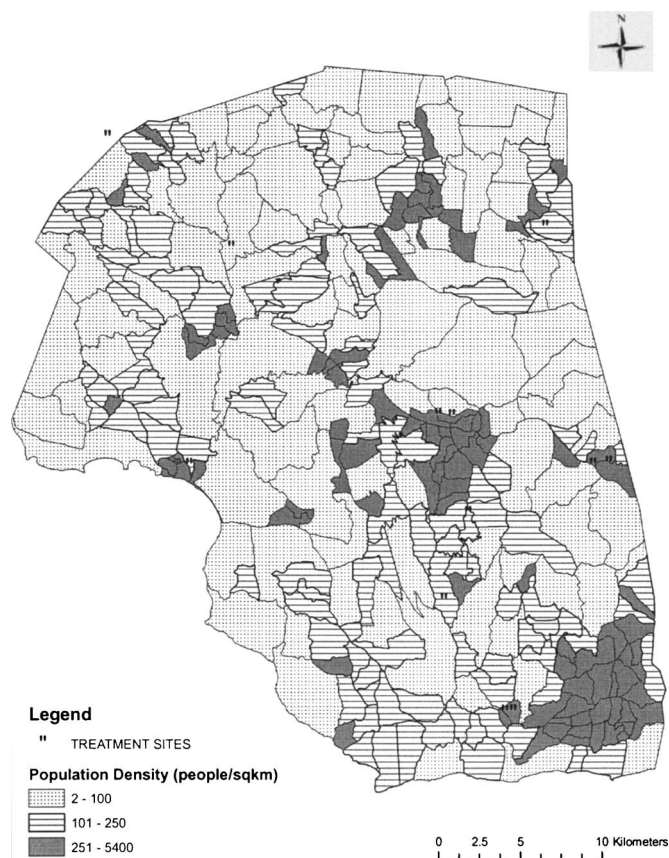 N
Legend
" TREATMENT SITES
Population Density (people/sqkm)
2 - 100
101 - 250
251 - 5400
0 2.5 5 10 Kilometers